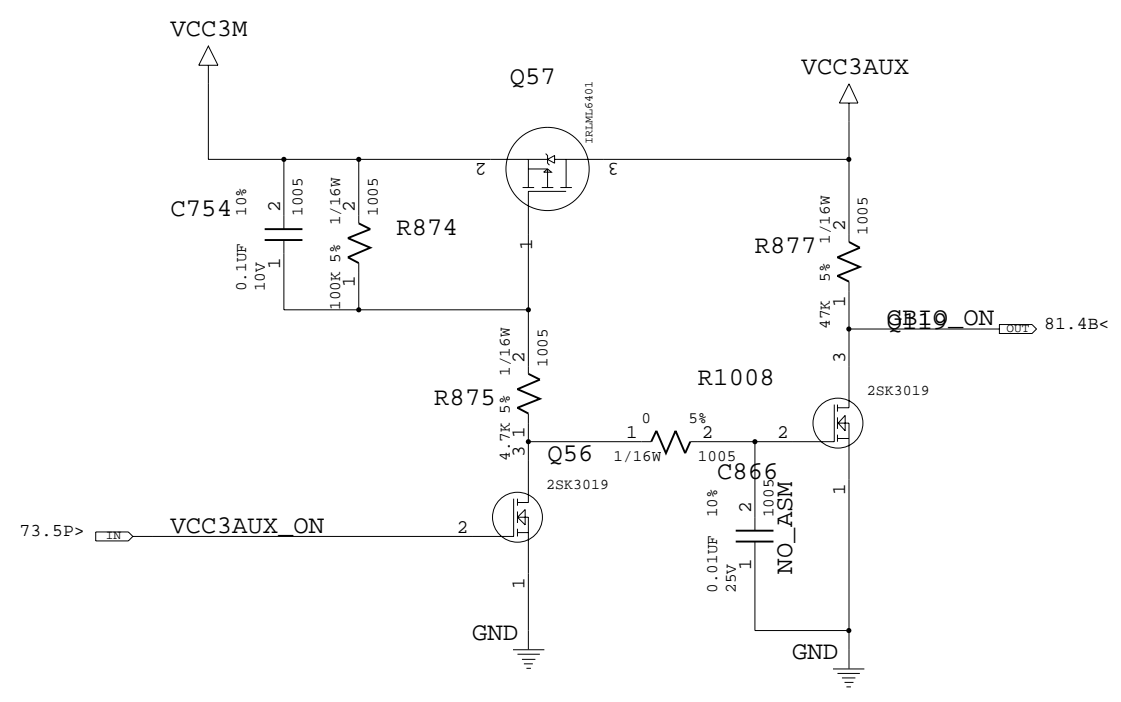 VCC3M
Q57
IRLML6401
VCC3AUX
2
3
C754
10%
2
1005
0.1UF
10V
1
1/16W
2
1005
R874
100K
5%
1
1
R877
1/16W
2
1005
47K
5%
1
GBIO_ON
Q119
OUT
81.4B<
R875
1/16W
2
1005
4.7K
5%
1
3
Q56
2SK3019
R1008
0
5%
1
2
1/16W
1005
2
3
2SK3019
1
C866
10%
2
1005
0.01UF
25V
1
NO_ASM
73.5P>
IN
VCC3AUX_ON
2
1
GND
GND